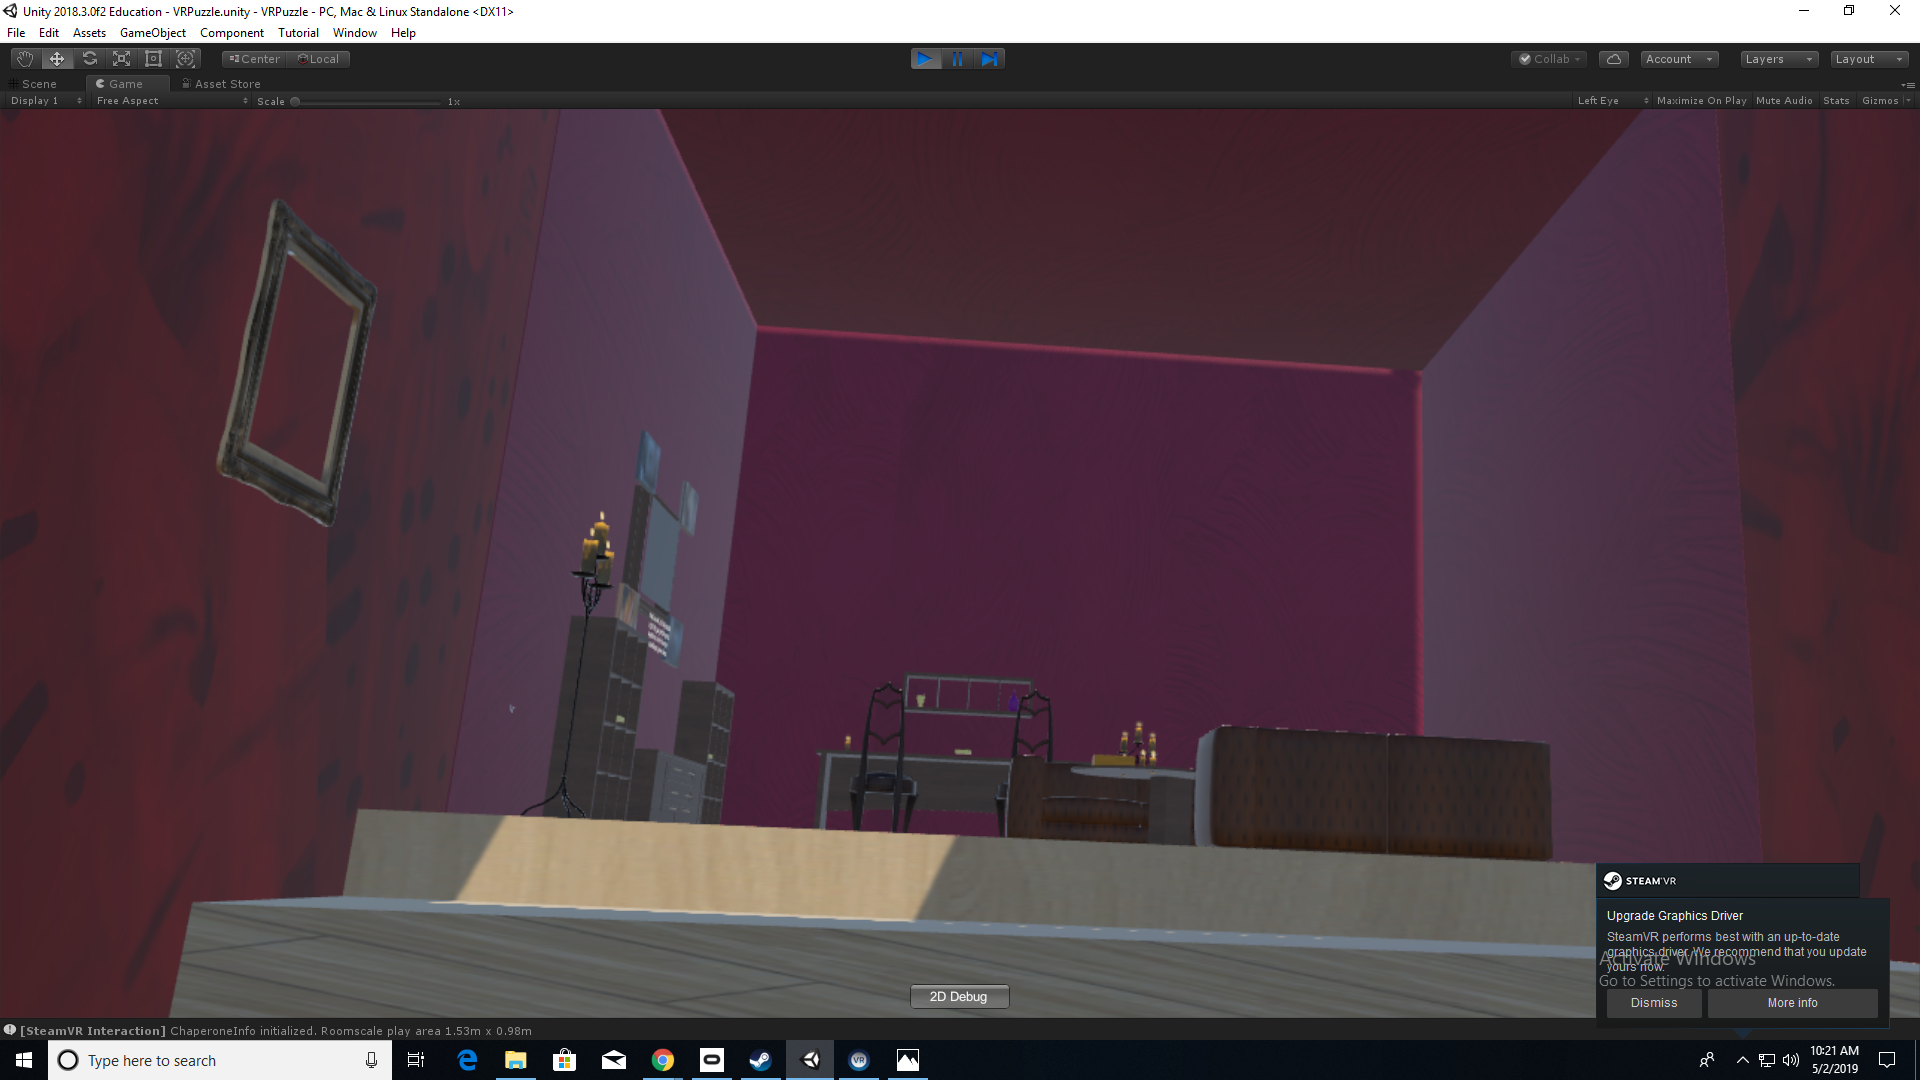 Unity 2018.3.0f2 Education - VRPuzzle.unity - VRPuzzle - PC, Mac & Linux Standalone <DX11>
File Edit Assets GameObject Component Tutorial Window Help
Center Local Collab Account Layers Layout
Scene Game Asset Store
Display 1 Free Aspect Scale 1x Left Eye Maximize On Play Mute Audio Stats Gizmos
STEAM VR
Upgrade Graphics Driver
SteamVR performs best with an up-to-date
graphics driver. We recommend that you update
yours now.
Activate Windows
Go to Settings to activate Windows.
Dismiss More info
2D Debug
[SteamVR Interaction] ChaperoneInfo initialized. Roomscale play area 1.53m x 0.98m
Type here to search
VR
10:21 AM
5/2/2019